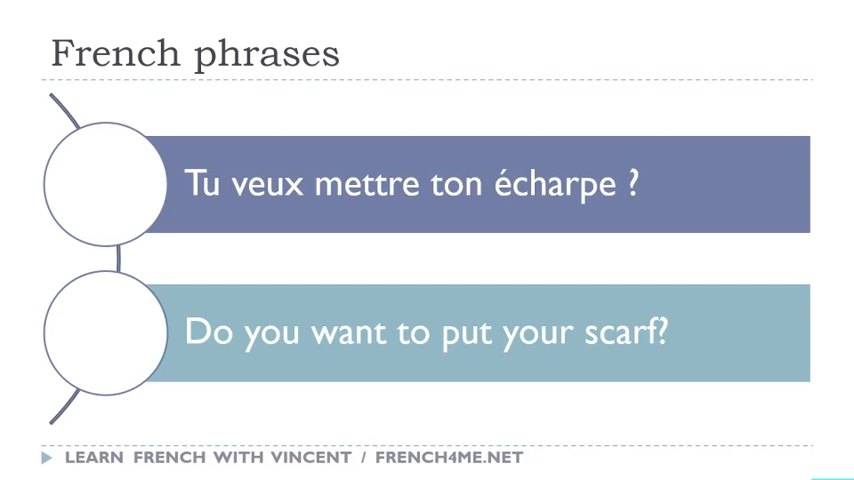 French phrases
Tu veux mettre ton écharpe ?
Do you want to put your scarf?
LEARN FRENCH WITH VINCENT / FRENCH4ME.NET